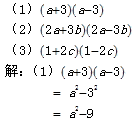 （1）(a+3)(a−3)
（2）(2a+3b)(2a−3b)
（3）(1+2c)(1−2c)
解：（1）(a+3)(a−3)
= a²−3²
= a²−9